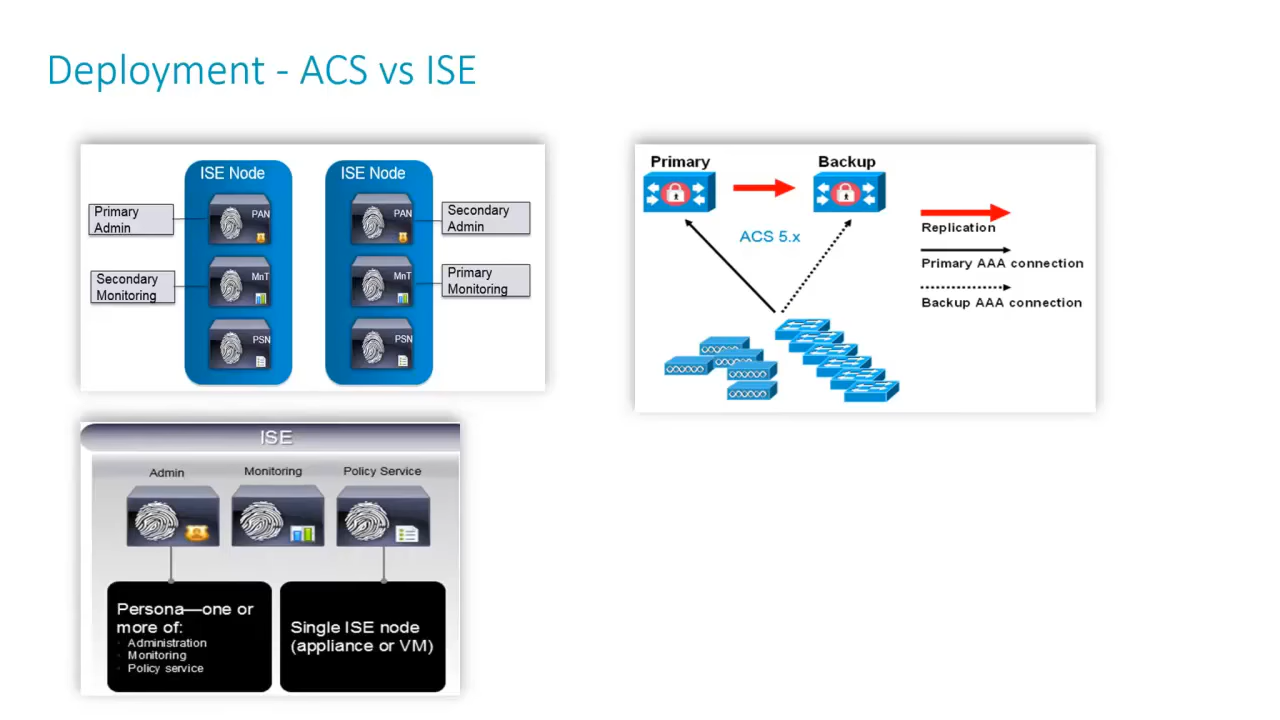 Deployment - ACS vs ISE
ISE Node
ISE Node
Primary
Admin
PAN
PAN
Secondary
Admin
Secondary
Monitoring
MnT
MnT
Primary
Monitoring
PSN
PSN
Primary
Backup
ACS 5.x
Replication
Primary AAA connection
Backup AAA connection
ISE
Admin
Monitoring
Policy Service
Persona—one or
more of:
Administration
Monitoring
Policy service
Single ISE node
(appliance or VM)